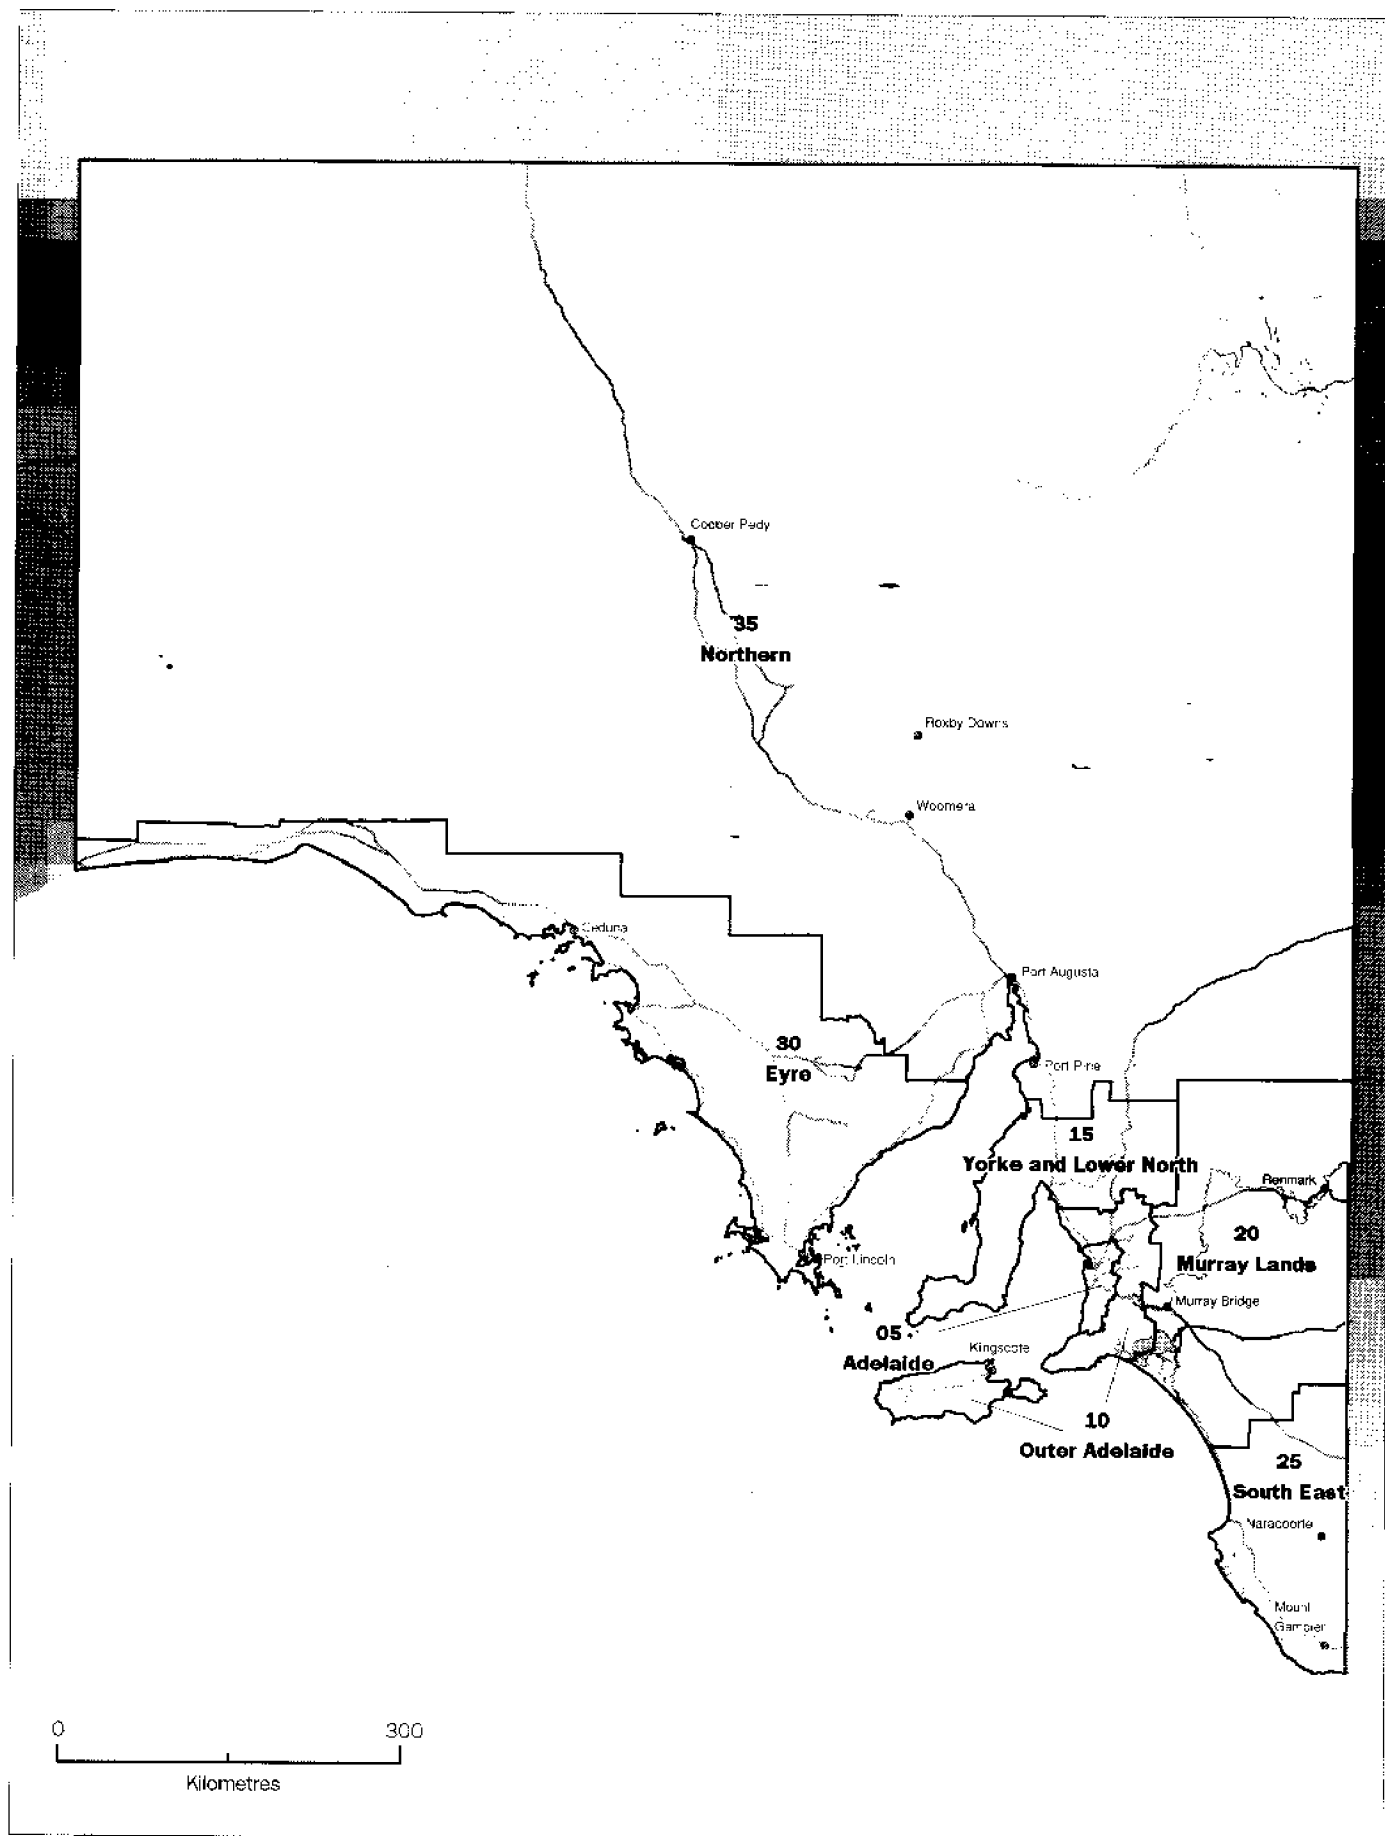 Coober Pedy
35
Northern
Roxby Downs
Woomera
Ceduna
Port Augusta
30
Eyre
Port Pirie
15
Yorke and Lower North
Renmark
20
Murray Lands
Port Lincoln
Murray Bridge
05
Adelaide
Kingscote
10
Outer Adelaide
25
South East
Naracoorte
Mount
Gambier
0 300
Kilometres